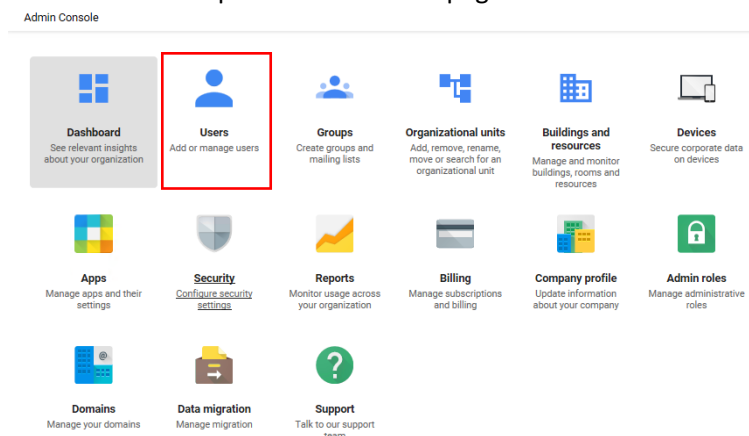 Admin Console
Dashboard
See relevant insights
about your organization
Users
Add or manage users
Groups
Create groups and
mailing lists
Organizational units
Add, remove, rename,
move or search for an
organizational unit
Buildings and
resources
Manage and monitor
buildings, rooms and
resources
Devices
Secure corporate data
on devices
Apps
Manage apps and their
settings
Security
Configure security
settings
Reports
Monitor usage across
your organization
Billing
Manage subscriptions
and billing
Company profile
Update information
about your company
Admin roles
Manage administrative
roles
Domains
Manage your domains
Data migration
Manage migration
Support
Talk to our support
team